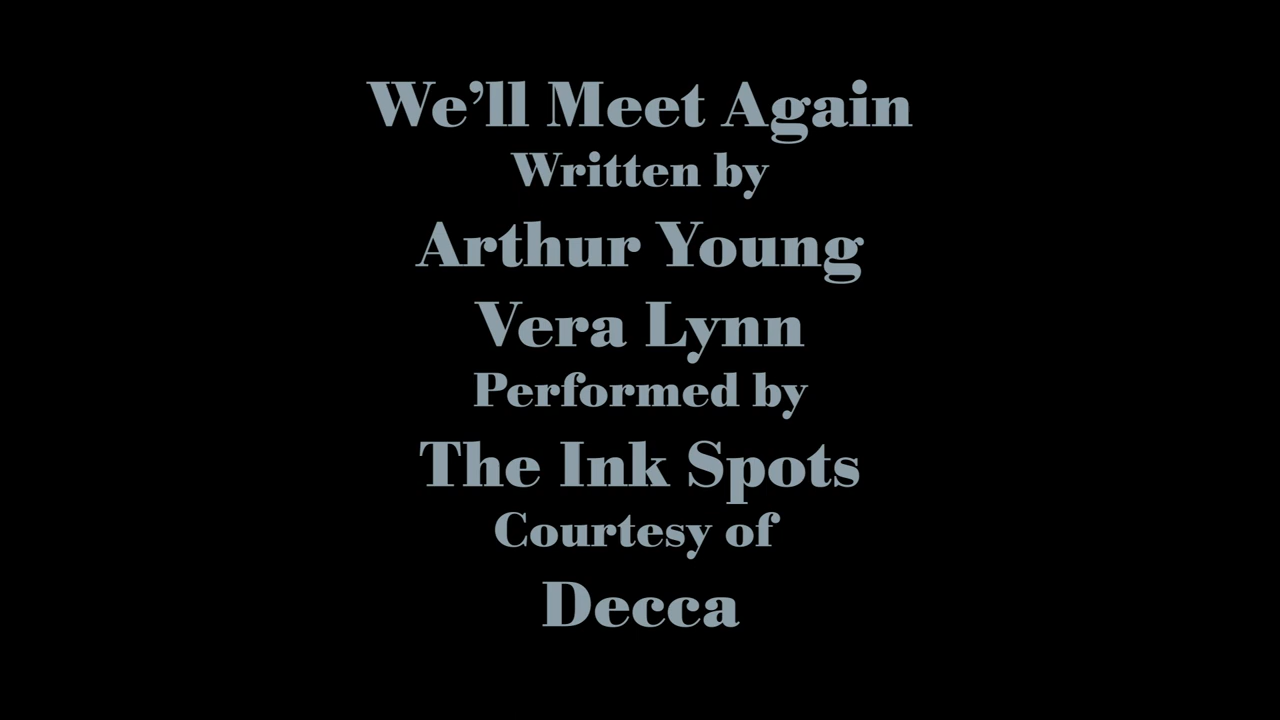 We’ll Meet Again
Written by
Arthur Young
Vera Lynn
Performed by
The Ink Spots
Courtesy of
Decca